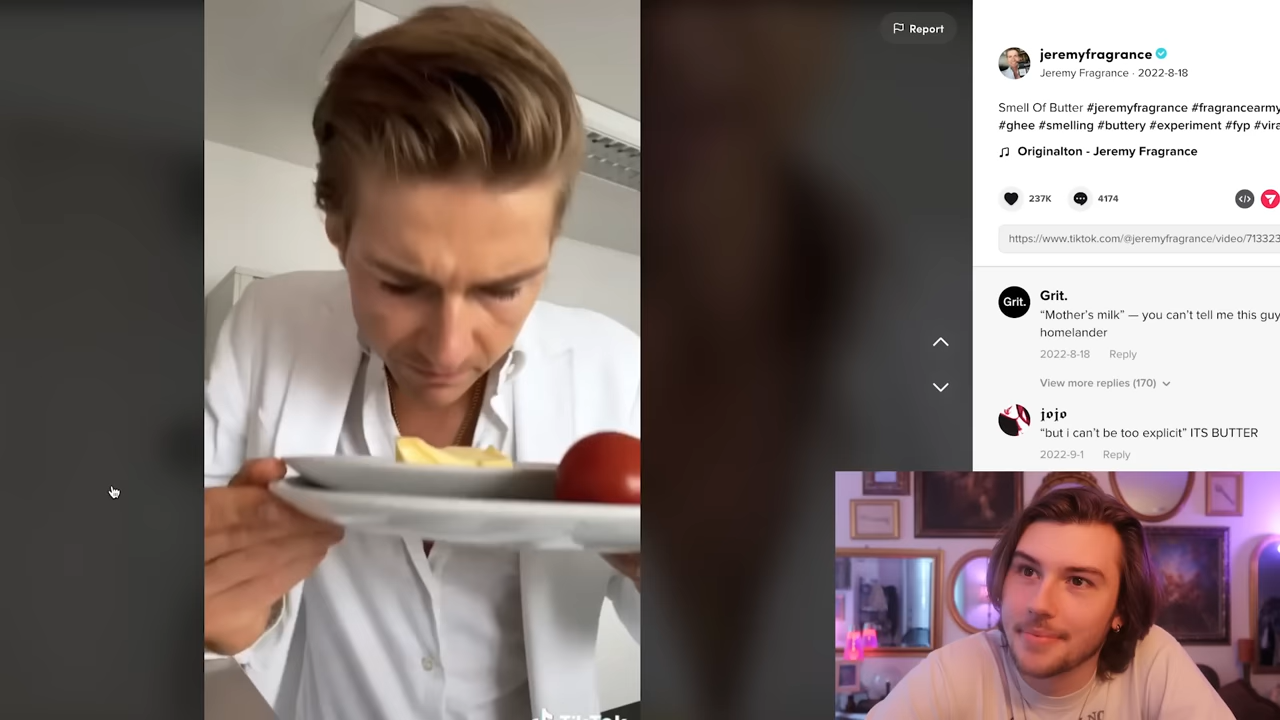 Report
jeremyfragrance
Jeremy Fragrance · 2022-8-18
Smell Of Butter #jeremyfragrance #fragrancearmy
#ghee #smelling #buttery #experiment #fyp #vira
Originalton - Jeremy Fragrance
237K
4174
https://www.tiktok.com/@jeremyfragrance/video/713323
Grit.
Grit.
“Mother’s milk” — you can’t tell me this guy
homelander
2022-8-18 Reply
View more replies (170)
𝖏𝖔𝖏𝖔
“but i can’t be too explicit” ITS BUTTER
2022-9-1 Reply
TikTok